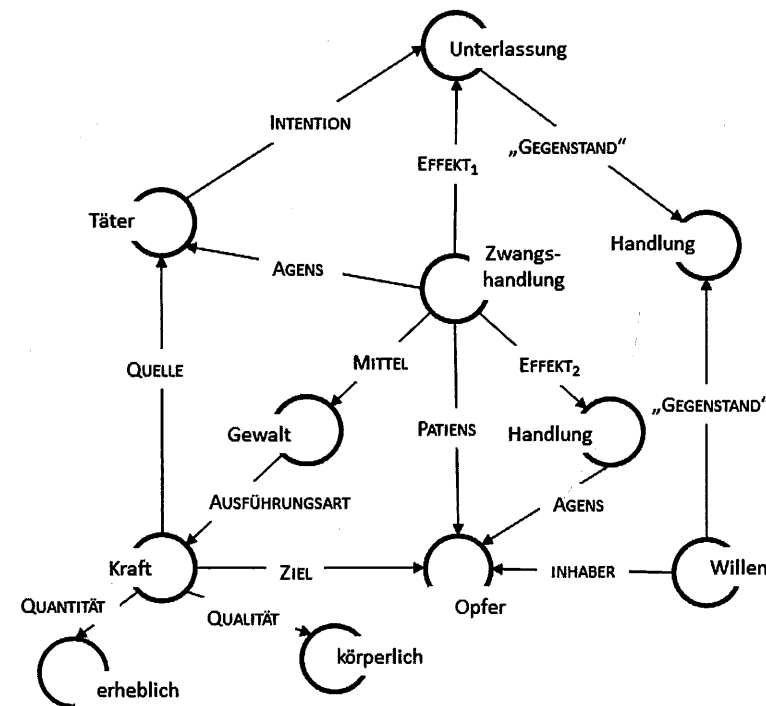 Unterlassung
INTENTION
„GEGENSTAND“
EFFEKT1
Täter
Handlung
Zwangs-
handlung
AGENS
QUELLE
MITTEL
EFFEKT2
„GEGENSTAND“
Gewalt
PATIENS
Handlung
AUSFÜHRUNGSART
AGENS
Kraft
ZIEL
INHABER
Willen
QUANTITÄT
QUALITÄT
Opfer
körperlich
erheblich